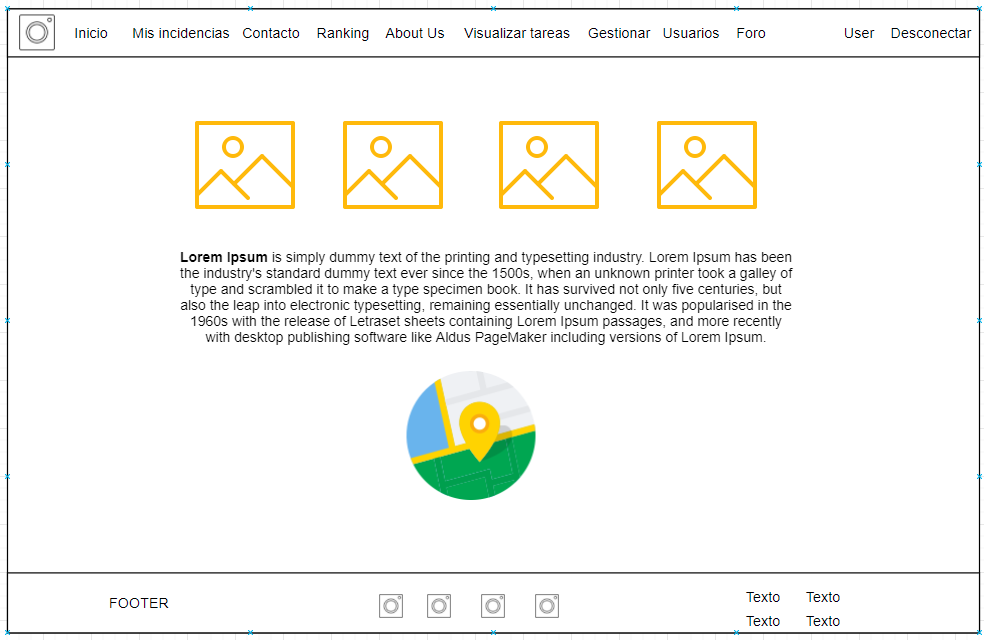 Inicio Mis incidencias Contacto Ranking About Us Visualizar tareas Gestionar Usuarios Foro User Desconectar
Lorem Ipsum is simply dummy text of the printing and typesetting industry. Lorem Ipsum has been
the industry's standard dummy text ever since the 1500s, when an unknown printer took a galley of
type and scrambled it to make a type specimen book. It has survived not only five centuries, but
also the leap into electronic typesetting, remaining essentially unchanged. It was popularised in the
1960s with the release of Letraset sheets containing Lorem Ipsum passages, and more recently
with desktop publishing software like Aldus PageMaker including versions of Lorem Ipsum.
FOOTER
Texto Texto
Texto Texto